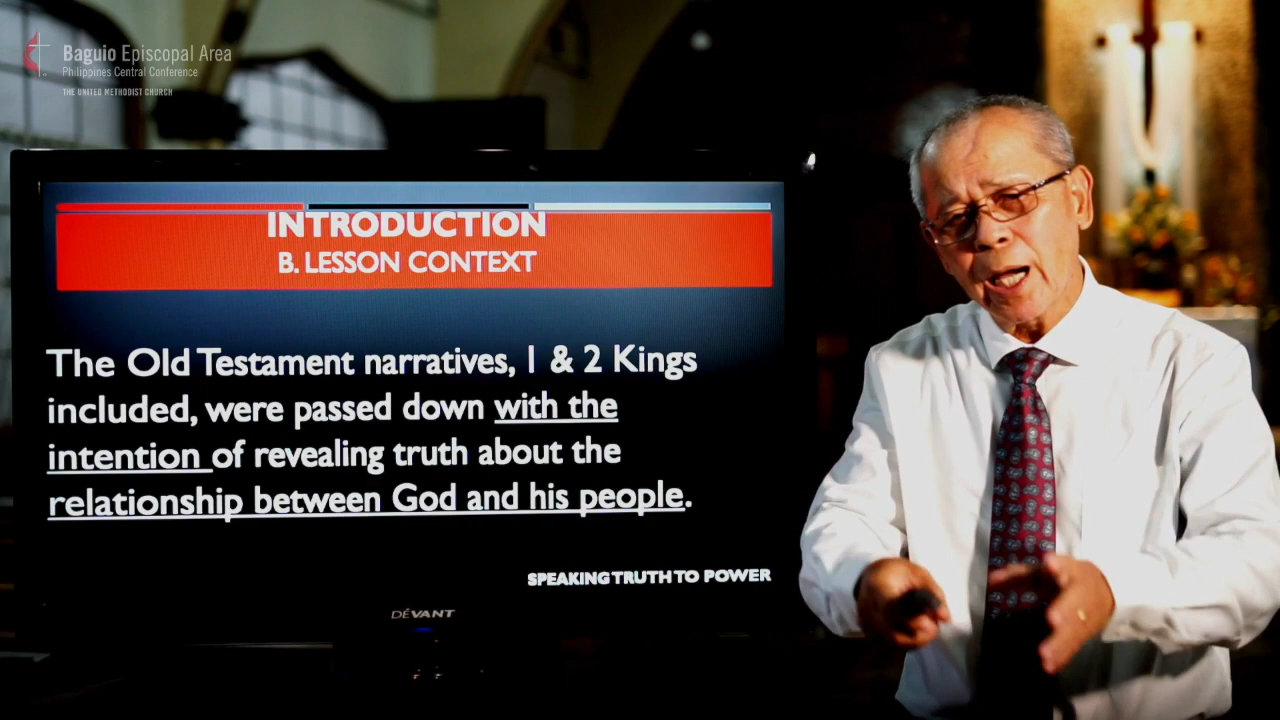 Baguio Episcopal Area
Philippines Central Conference
THE UNITED METHODIST CHURCH
INTRODUCTION
B. LESSON CONTEXT
The Old Testament narratives, 1 & 2 Kings
included, were passed down with the
intention of revealing truth about the
relationship between God and his people.
SPEAKING TRUTH TO POWER
DÉVANT